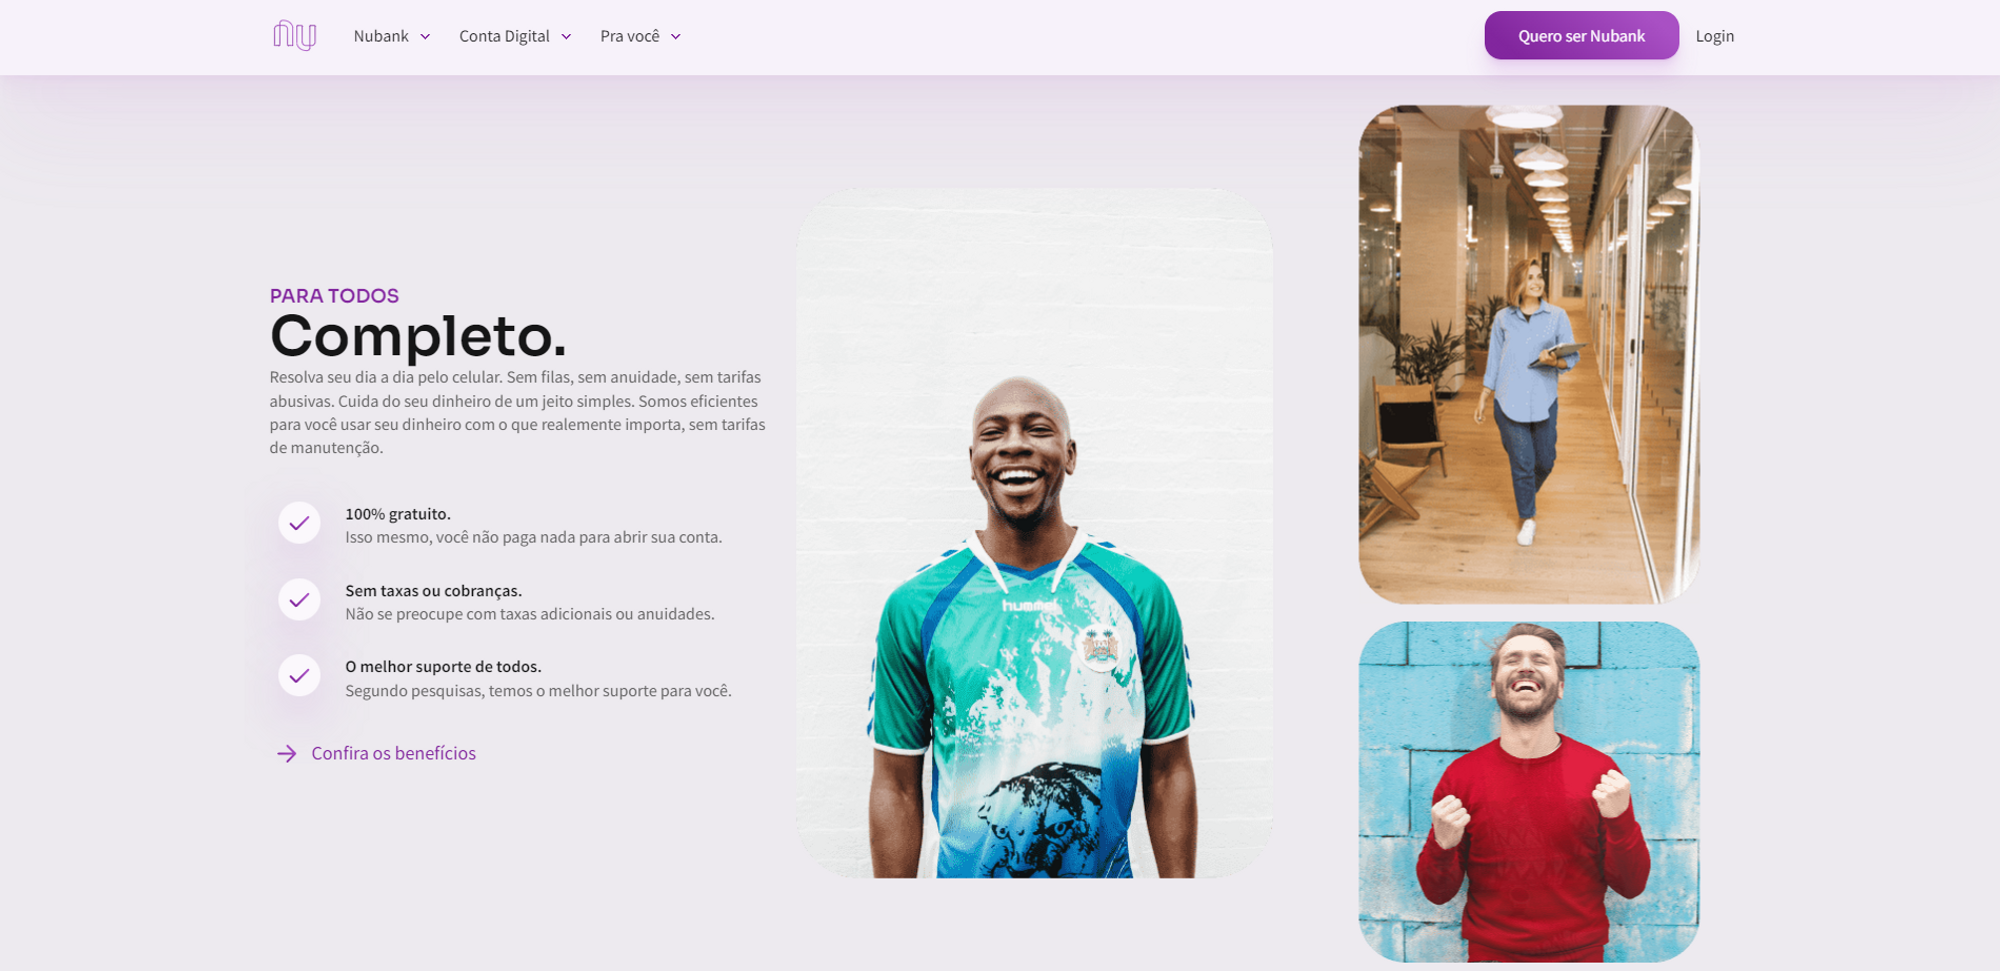 nu
Nubank
Conta Digital
Pra você
Quero ser Nubank
Login
PARA TODOS
Completo.
Resolva seu dia a dia pelo celular. Sem filas, sem anuidade, sem tarifas
abusivas. Cuida do seu dinheiro de um jeito simples. Somos eficientes
para você usar seu dinheiro com o que realemente importa, sem tarifas
de manutenção.
100% gratuito.
Isso mesmo, você não paga nada para abrir sua conta.
Sem taxas ou cobranças.
Não se preocupe com taxas adicionais ou anuidades.
O melhor suporte de todos.
Segundo pesquisas, temos o melhor suporte para você.
Confira os benefícios
hummel